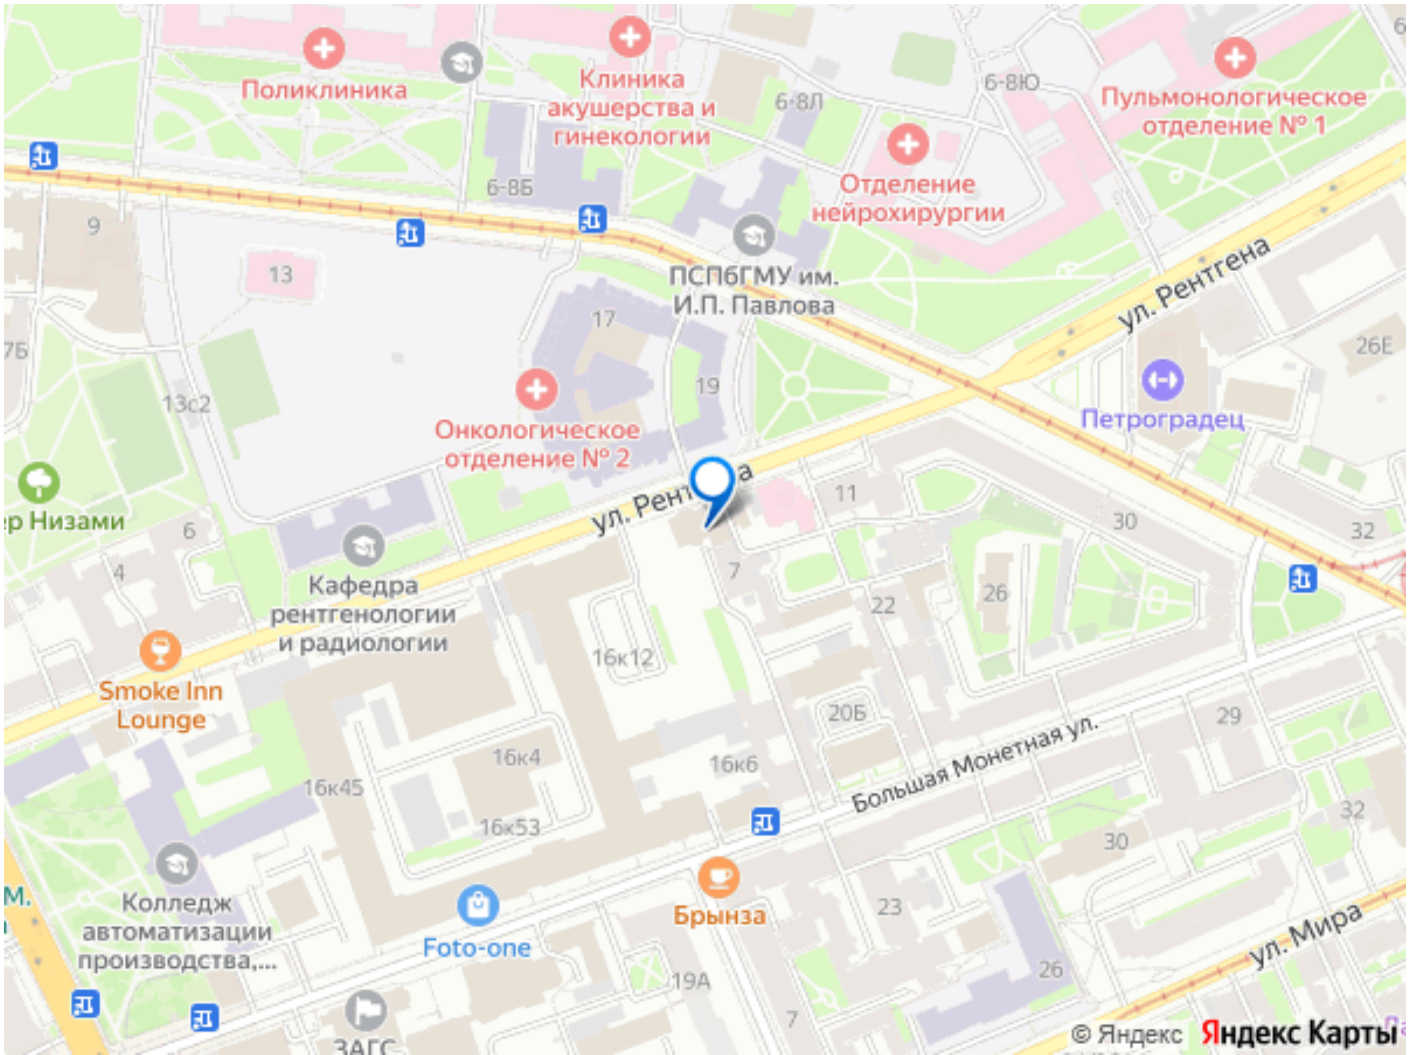 Поликлиника
Клиника
акушерства и
гинекологии
6-8Л
6-8Ю
Пульмонологическое
отделение № 1
6-8Б
Отделение
нейрохирургии
9
13
ПСПбГМУ им.
И.П. Павлова
ул. Рентгена
17
7Б
26Е
19
13с2
Петроградец
Онкологическое
отделение № 2
ул. Рентгена
11
ер Низами
6
30
32
4
7
26
22
Кафедра
рентгенологии
и радиологии
16к12
Smoke Inn
Lounge
20Б
29
Большая Монетная ул.
16к4
16к6
16к45
16к53
32
30
М.
Колледж
автоматизации
производства,...
Foto-one
Брынза
23
ул. Мира
26
19А
7
ЗАГС
© Яндекс
Яндекс Карты